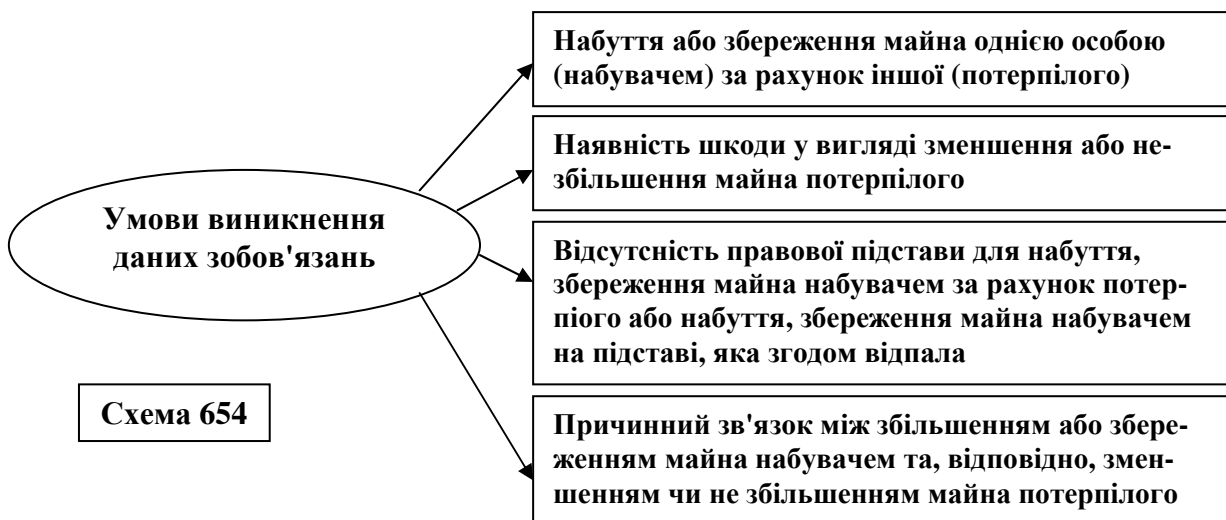 Набуття або збереження майна однією особою
(набувачем) за рахунок іншої (потерпілого)
Наявність шкоди у вигляді зменшення або не-
збільшення майна потерпілого
Умови виникнення
даних зобов'язань
Відсутсність правової підстави для набуття,
збереження майна набувачем за рахунок потер-
піого або набуття, збереження майна набувачем
на підставі, яка згодом відпала
Схема 654
Причинний зв'язок між збільшенням або збере-
женням майна набувачем та, відповідно, змен-
шенням чи не збільшенням майна потерпілого